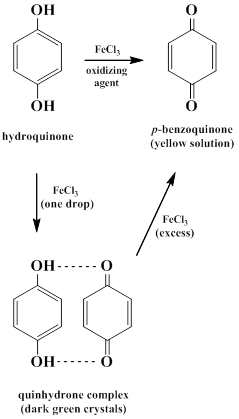 OH
OH
FeCl3
oxidizing
agent
O
O
hydroquinone
p-benzoquinone
(yellow solution)
FeCl3
(one drop)
FeCl3
(excess)
OH
O
OH
O
quinhydrone complex
(dark green crystals)